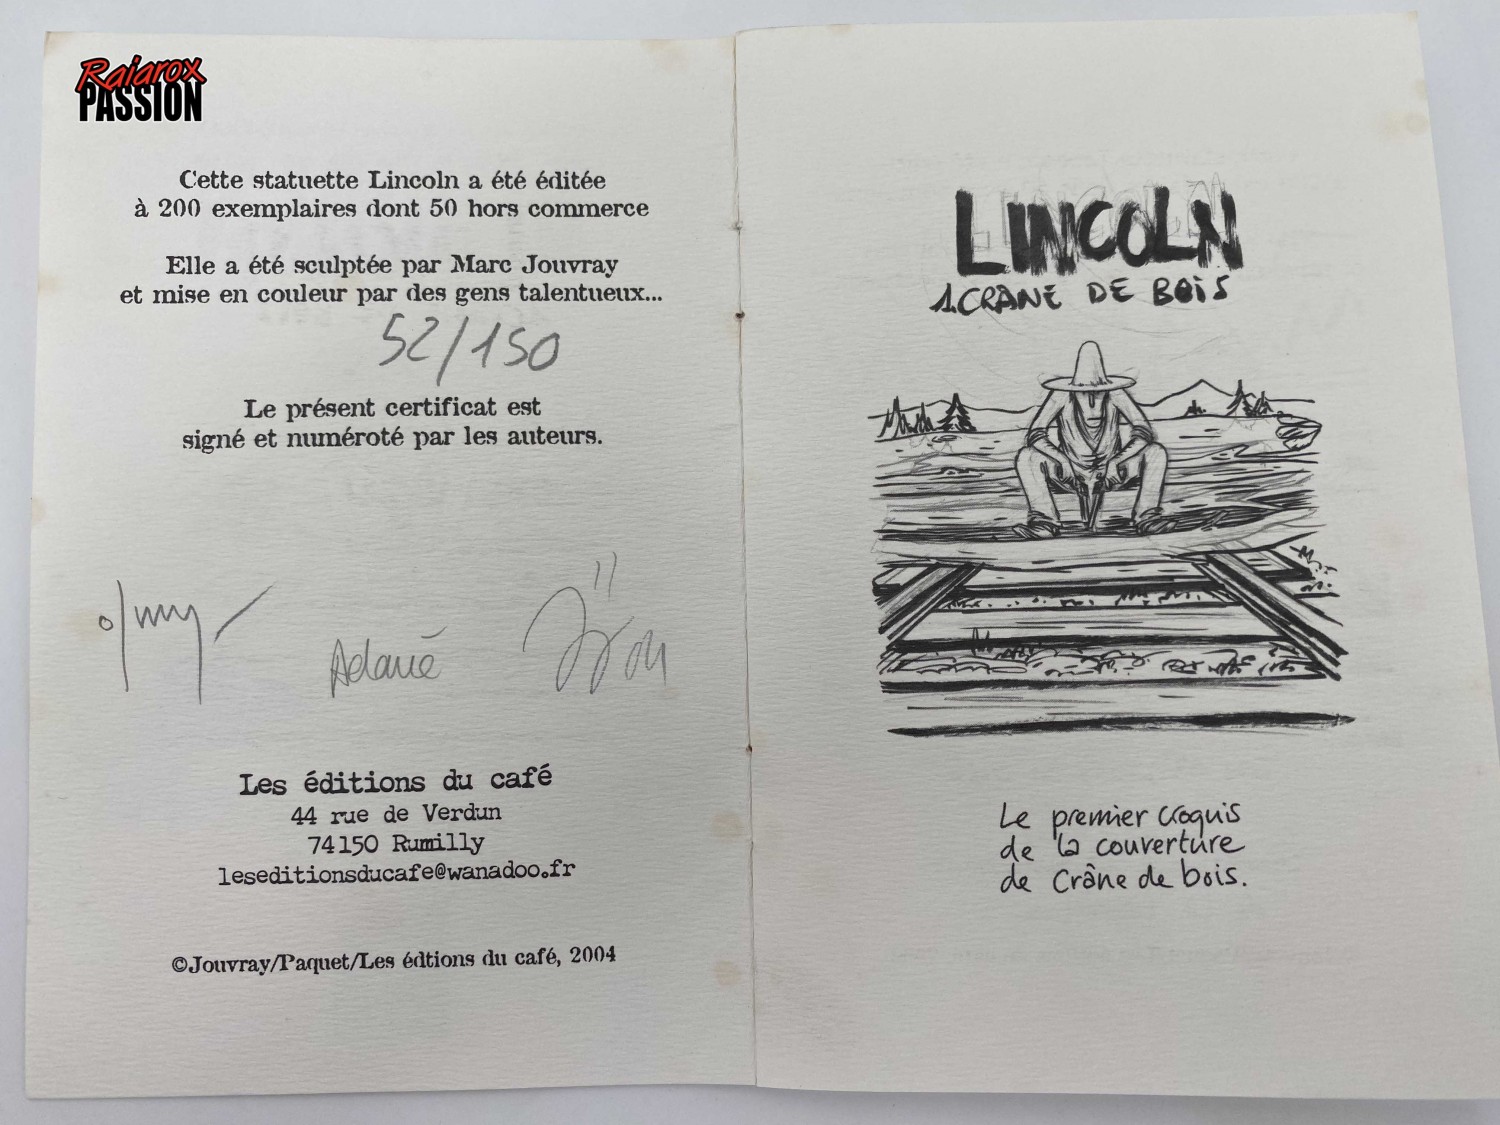 Raiarox
PASSION
Cette statuette Lincoln a été éditée
à 200 exemplaires dont 50 hors commerce
Elle a été sculptée par Marc Jouvray
et mise en couleur par des gens talentueux...
52/150
Le présent certificat est
signé et numéroté par les auteurs.
Les éditions du café
44 rue de Verdun
74150 Rumilly
leseditionsducafe@wanadoo.fr
©Jouvray/Paquet/Les édtions du café, 2004
LINCOLN
1.CRÂNE DE BOIS
Le premier croquis
de la couverture
de Crâne de bois.